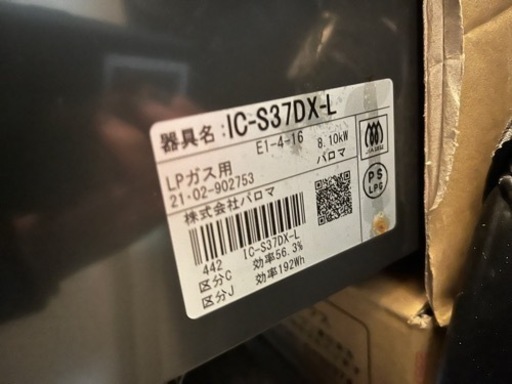 器具名:IC-S37DX-L
E1-4-16 8.10kW
LPガス用 パロマ
21・02-902753
株式会社パロマ
PS
LPG
IC-S37DX-L
442
区分C 効率56.3%
区分J 効率192Wh